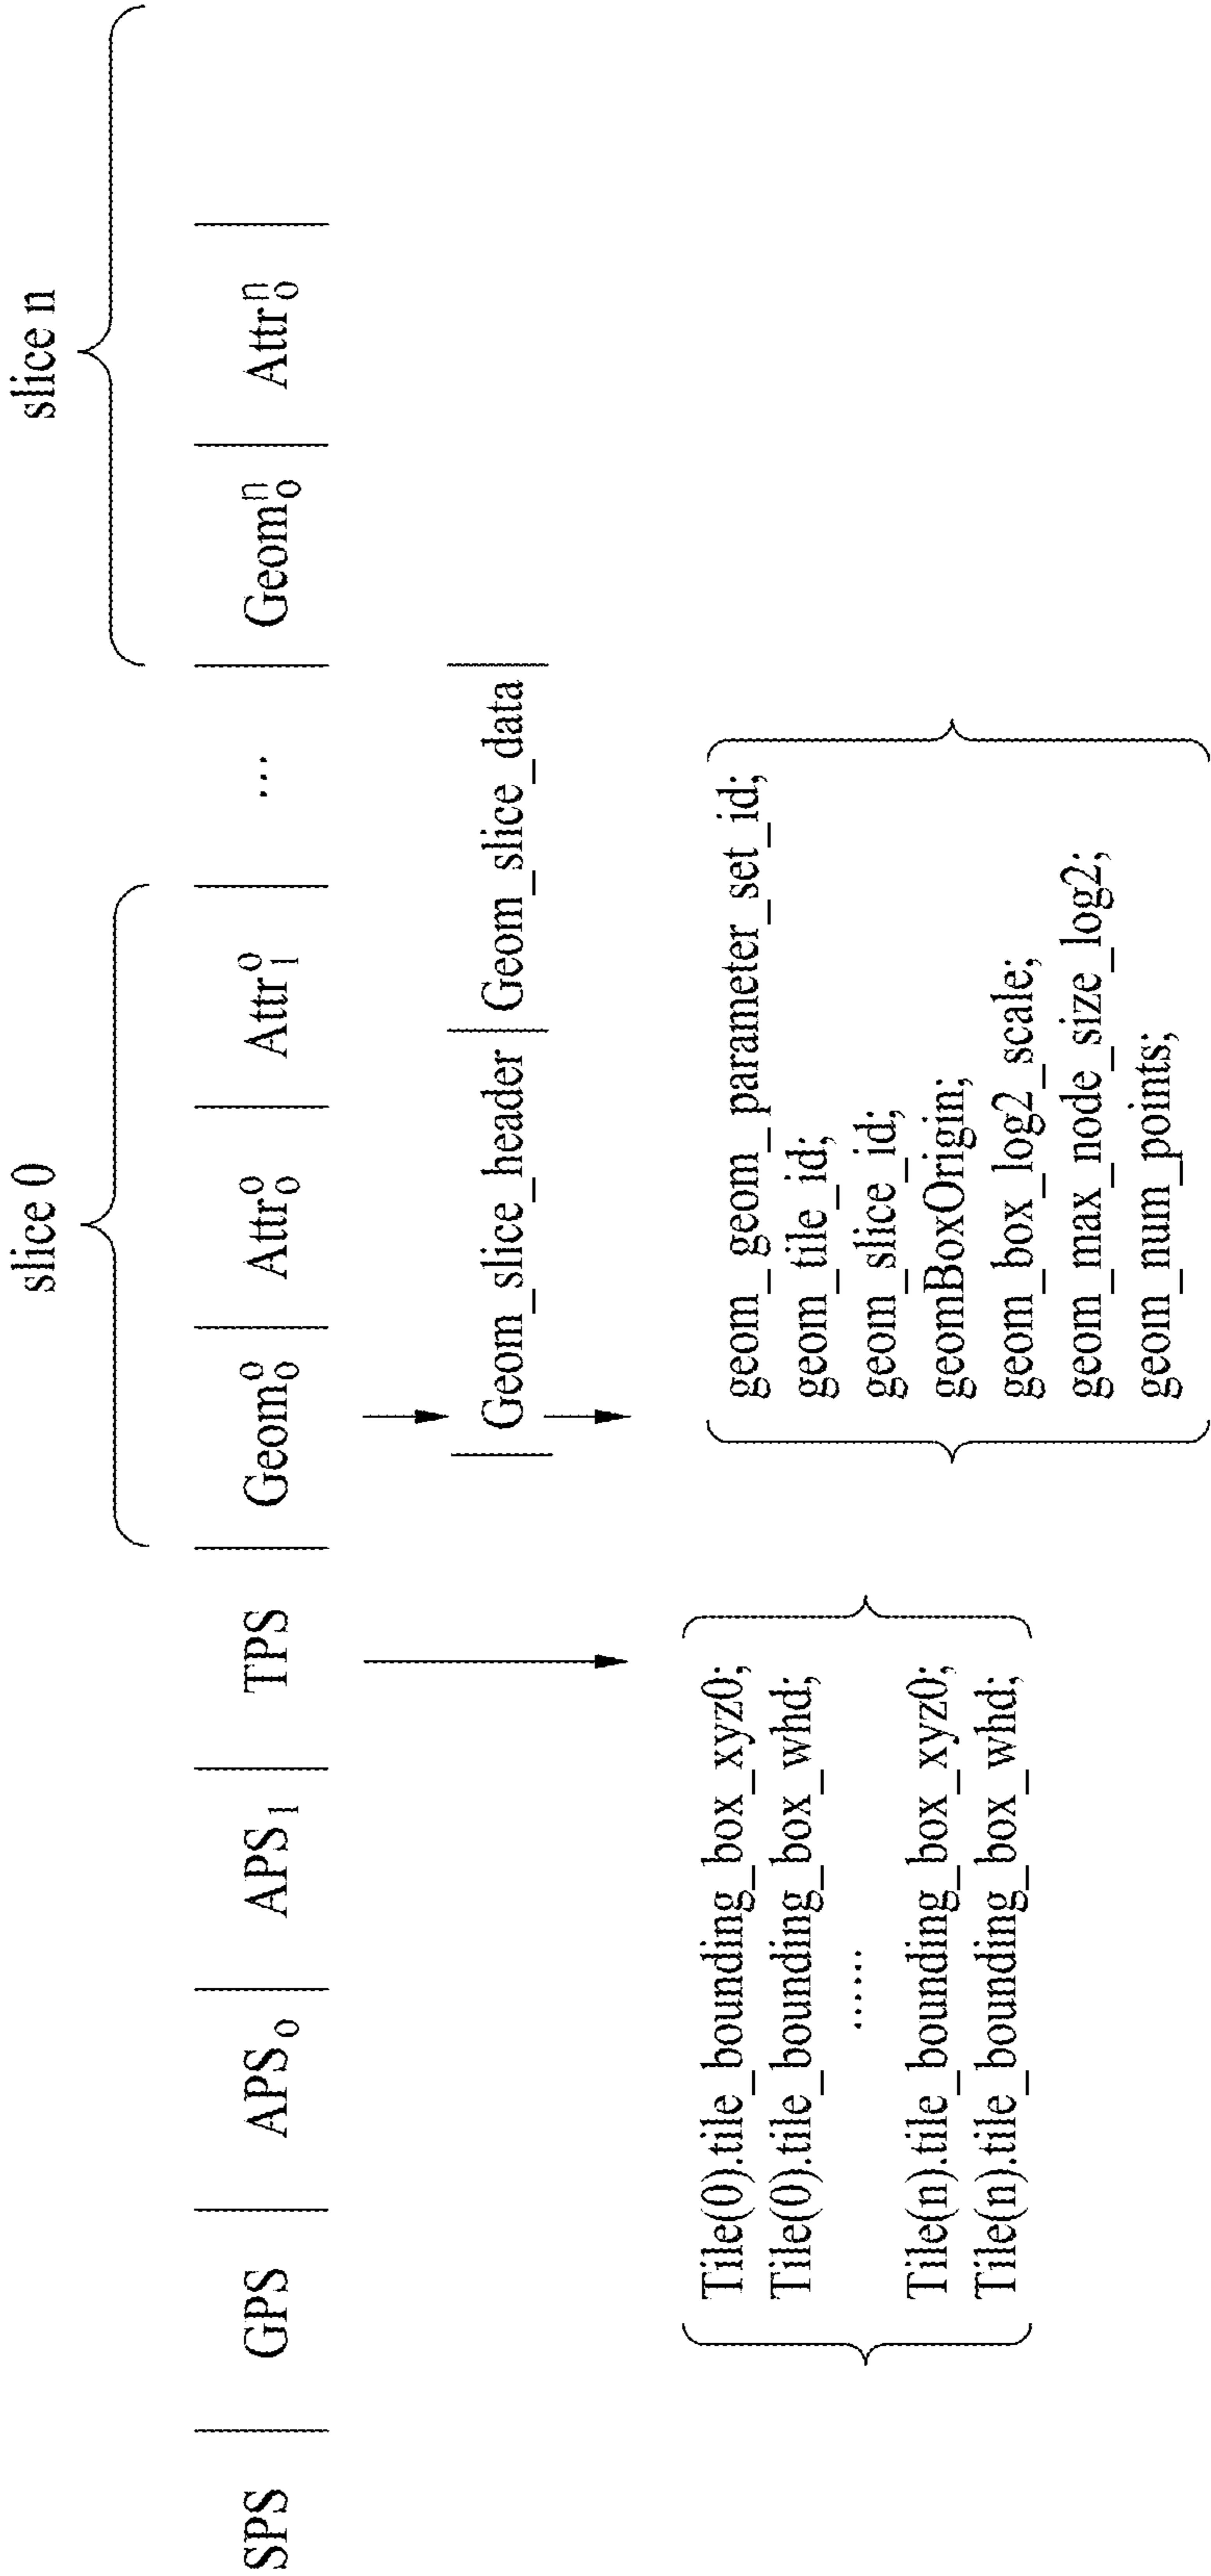 slice 0
slice n
SPS | GPS | APS₀ | APS₁ | TPS | Geom₀⁰ | Attr₀⁰ | Attr₁⁰ | ... | Geom₀ⁿ | Attr₀ⁿ |
| Geom_slice_header | Geom_slice_data |
Tile(0).tile_bounding_box_xyz0;
Tile(0).tile_bounding_box_whd;
......
Tile(n).tile_bounding_box_xyz0;
Tile(n).tile_bounding_box_whd;
geom_geom_parameter_set_id;
geom_tile_id;
geom_slice_id;
geomBoxOrigin;
geom_box_log2_scale;
geom_max_node_size_log2;
geom_num_points;